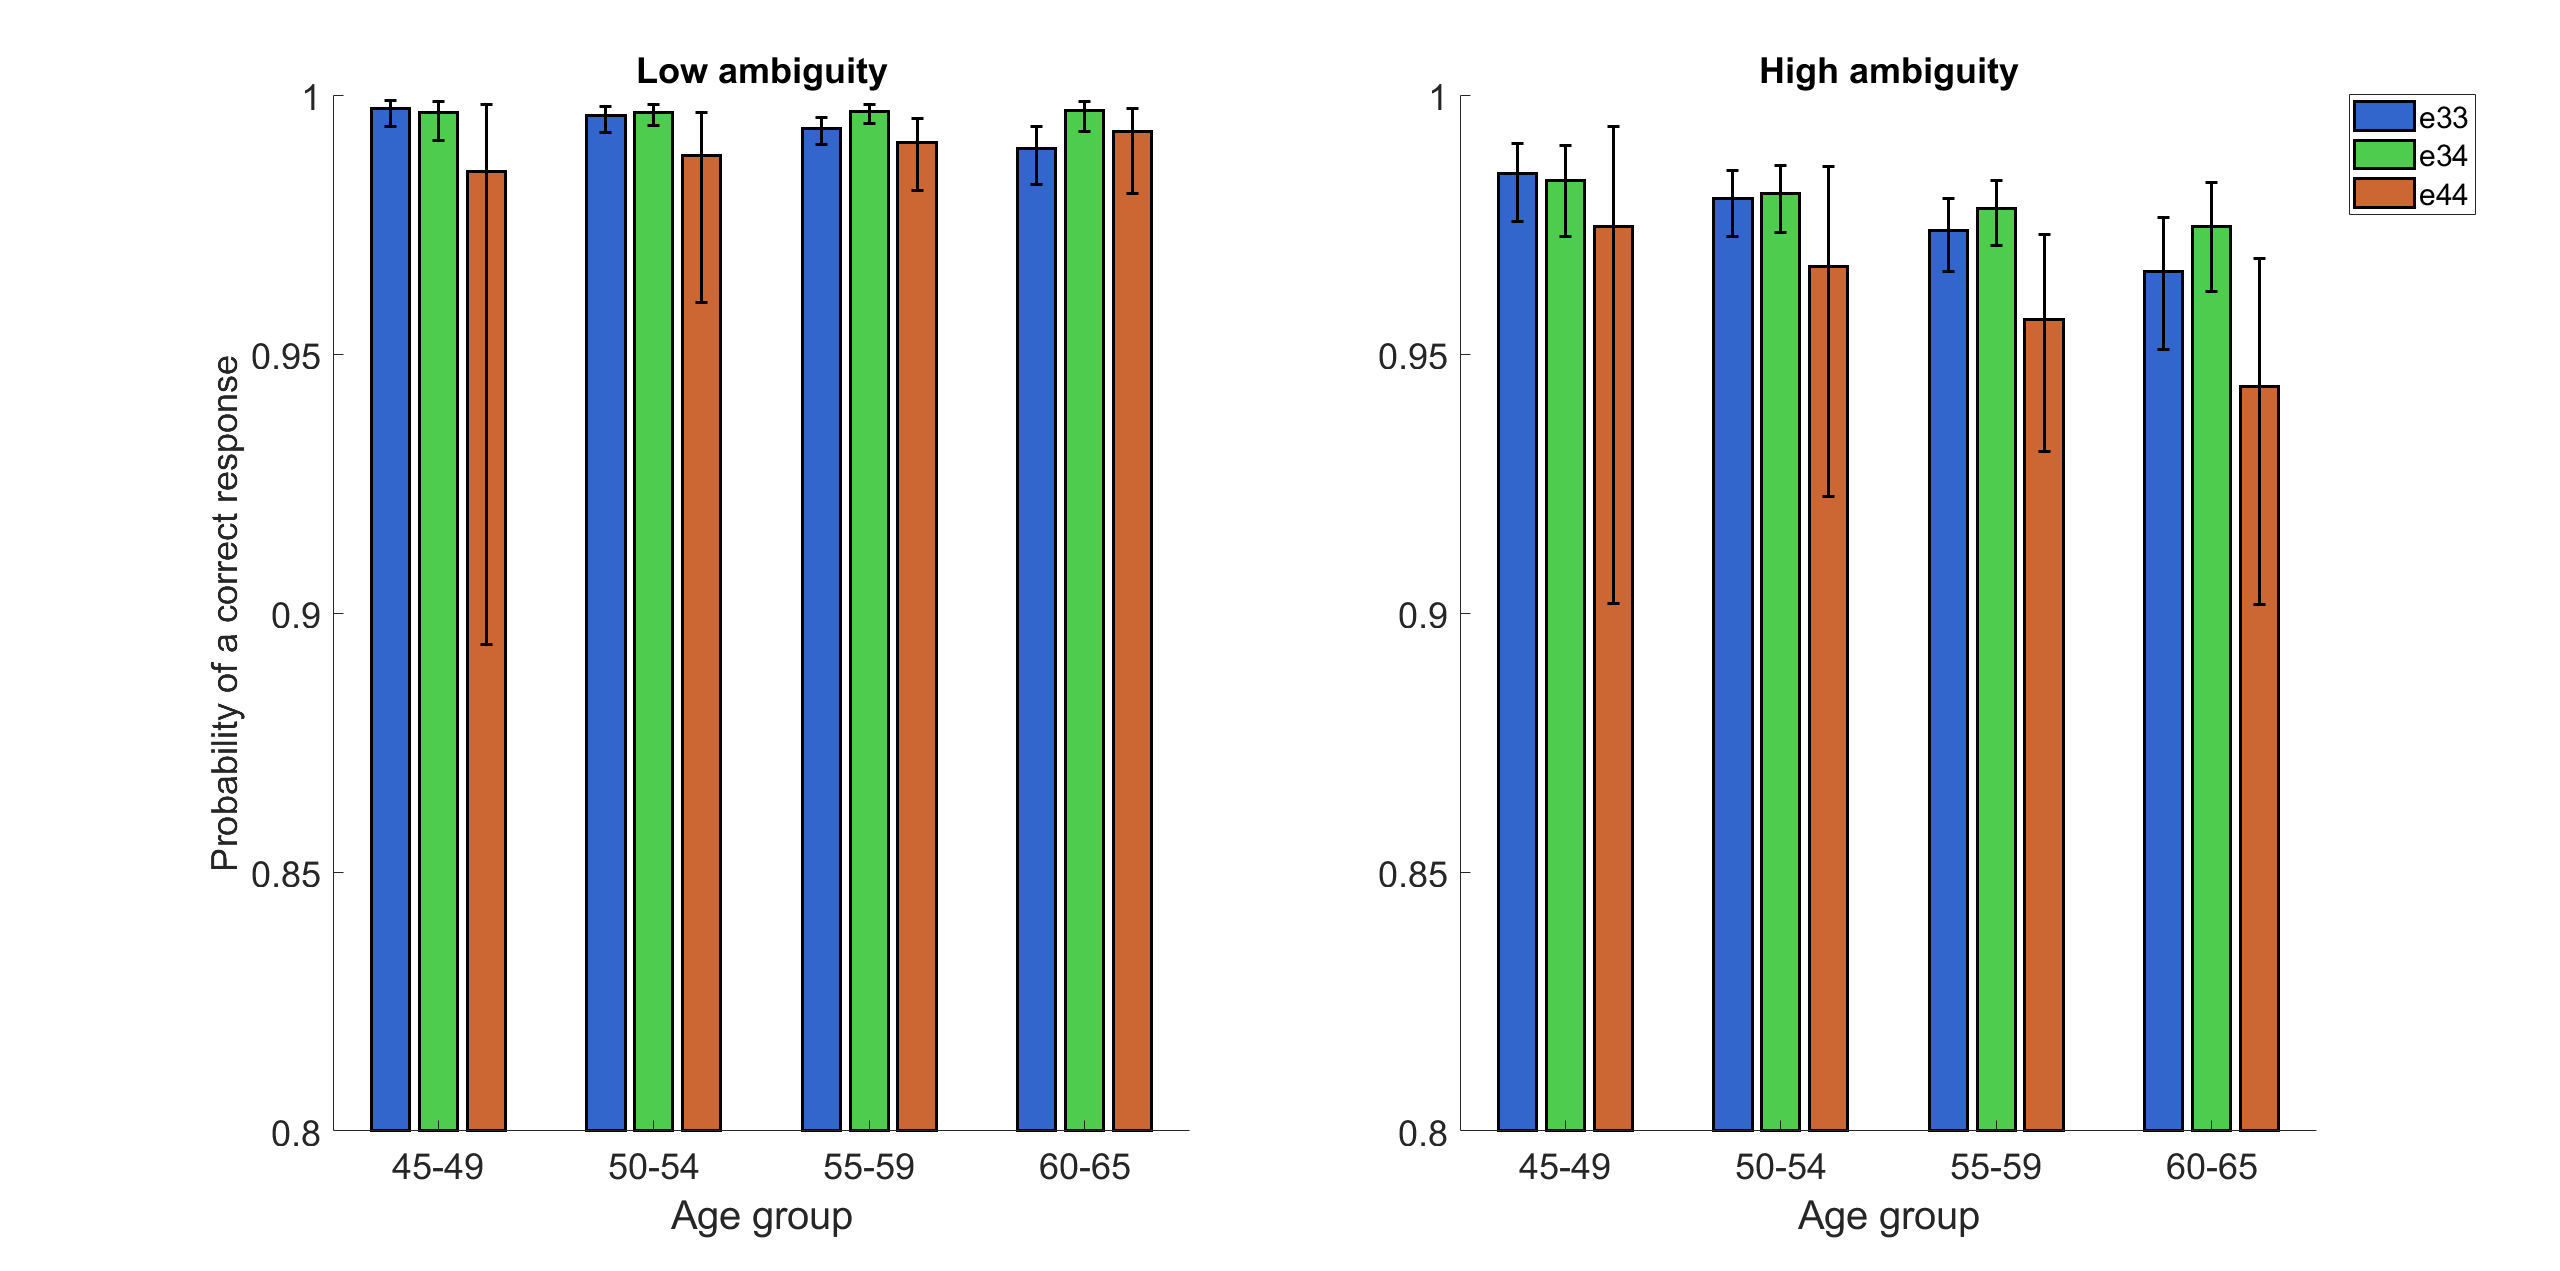 Low ambiguity
Probability of a correct response
1
0.95
0.9
0.85
0.8
45-49 50-54 55-59 60-65
Age group
High ambiguity
1
0.95
0.9
0.85
0.8
45-49 50-54 55-59 60-65
Age group
e33
e34
e44